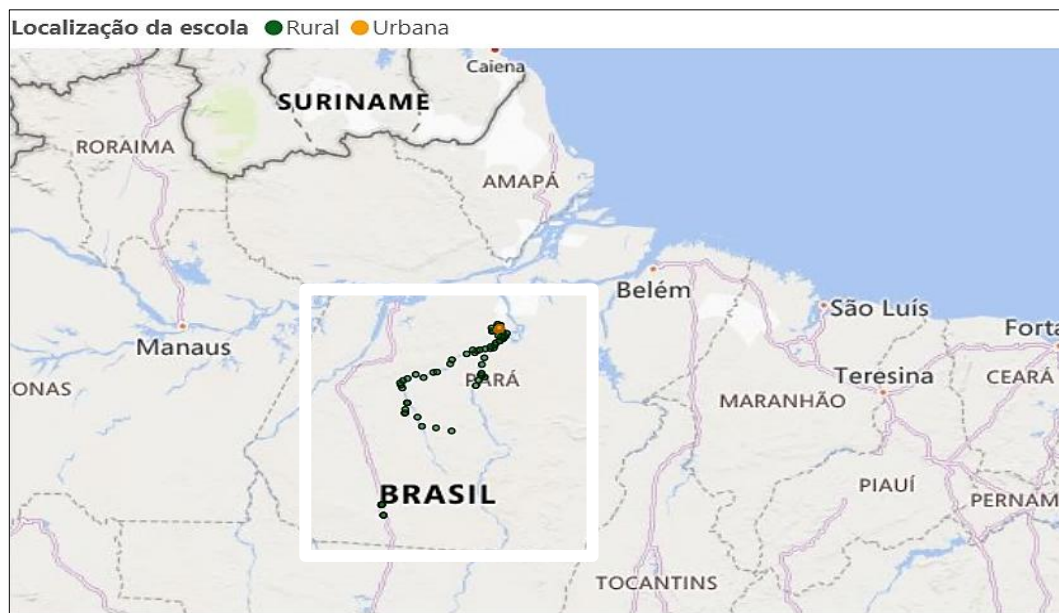 Localização da escola Rural Urbana
Caiena
SURINAME
RORAIMA
AMAPÁ
Belém
São Luís
Manaus
Forta
PARÁ
Teresina
CEARÁ
ONAS
MARANHÃO
PIAUÍ
BRASIL
PERNAM
TOCANTINS